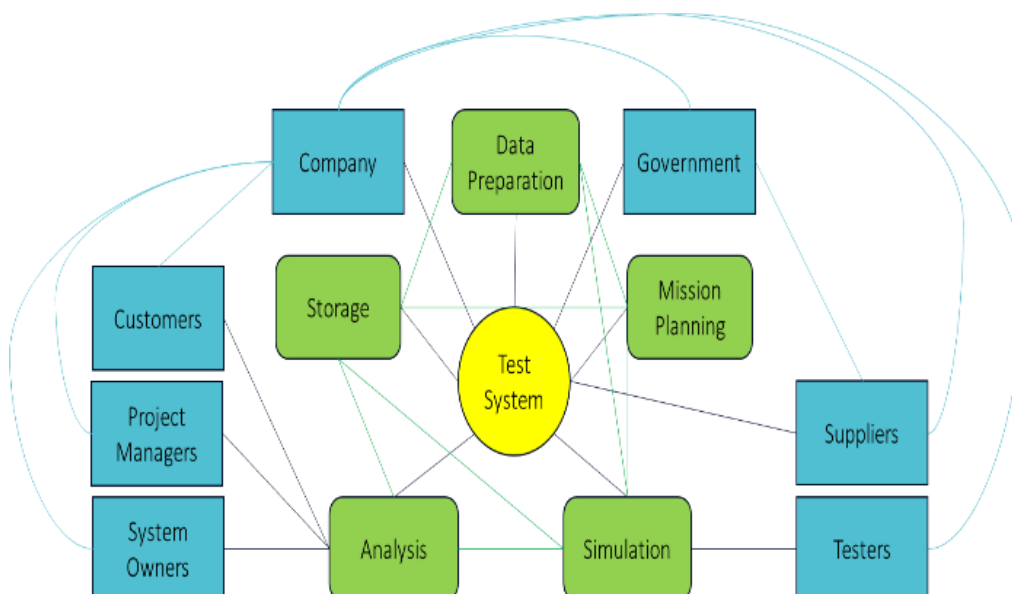 Company
Data
Preparation
Government
Customers
Storage
Mission
Planning
Test
System
Project
Managers
Suppliers
System
Owners
Analysis
Simulation
Testers